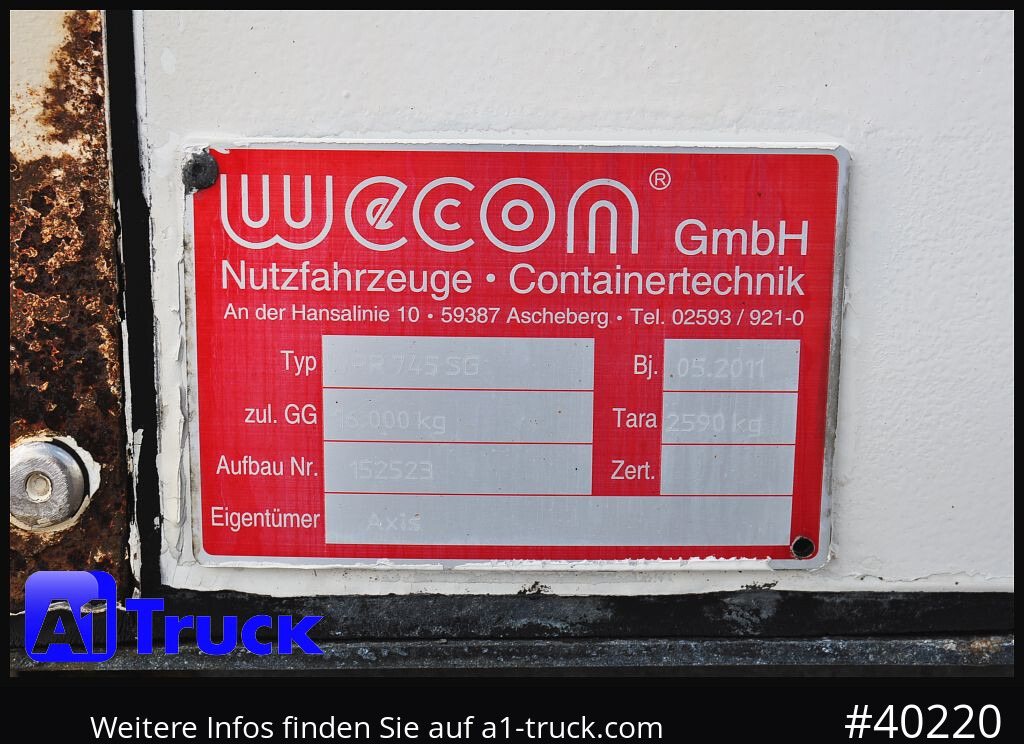 wecon® GmbH
Nutzfahrzeuge • Containertechnik
An der Hansalinie 10 • 59387 Ascheberg • Tel. 02593 / 921-0
Typ 745 SG Bj. 05.2011
zul. GG 16.000 kg Tara 2590 kg
Aufbau Nr. 152523 Zert.
Eigentümer Axis
A1 Truck
Weitere Infos finden Sie auf a1-truck.com #40220